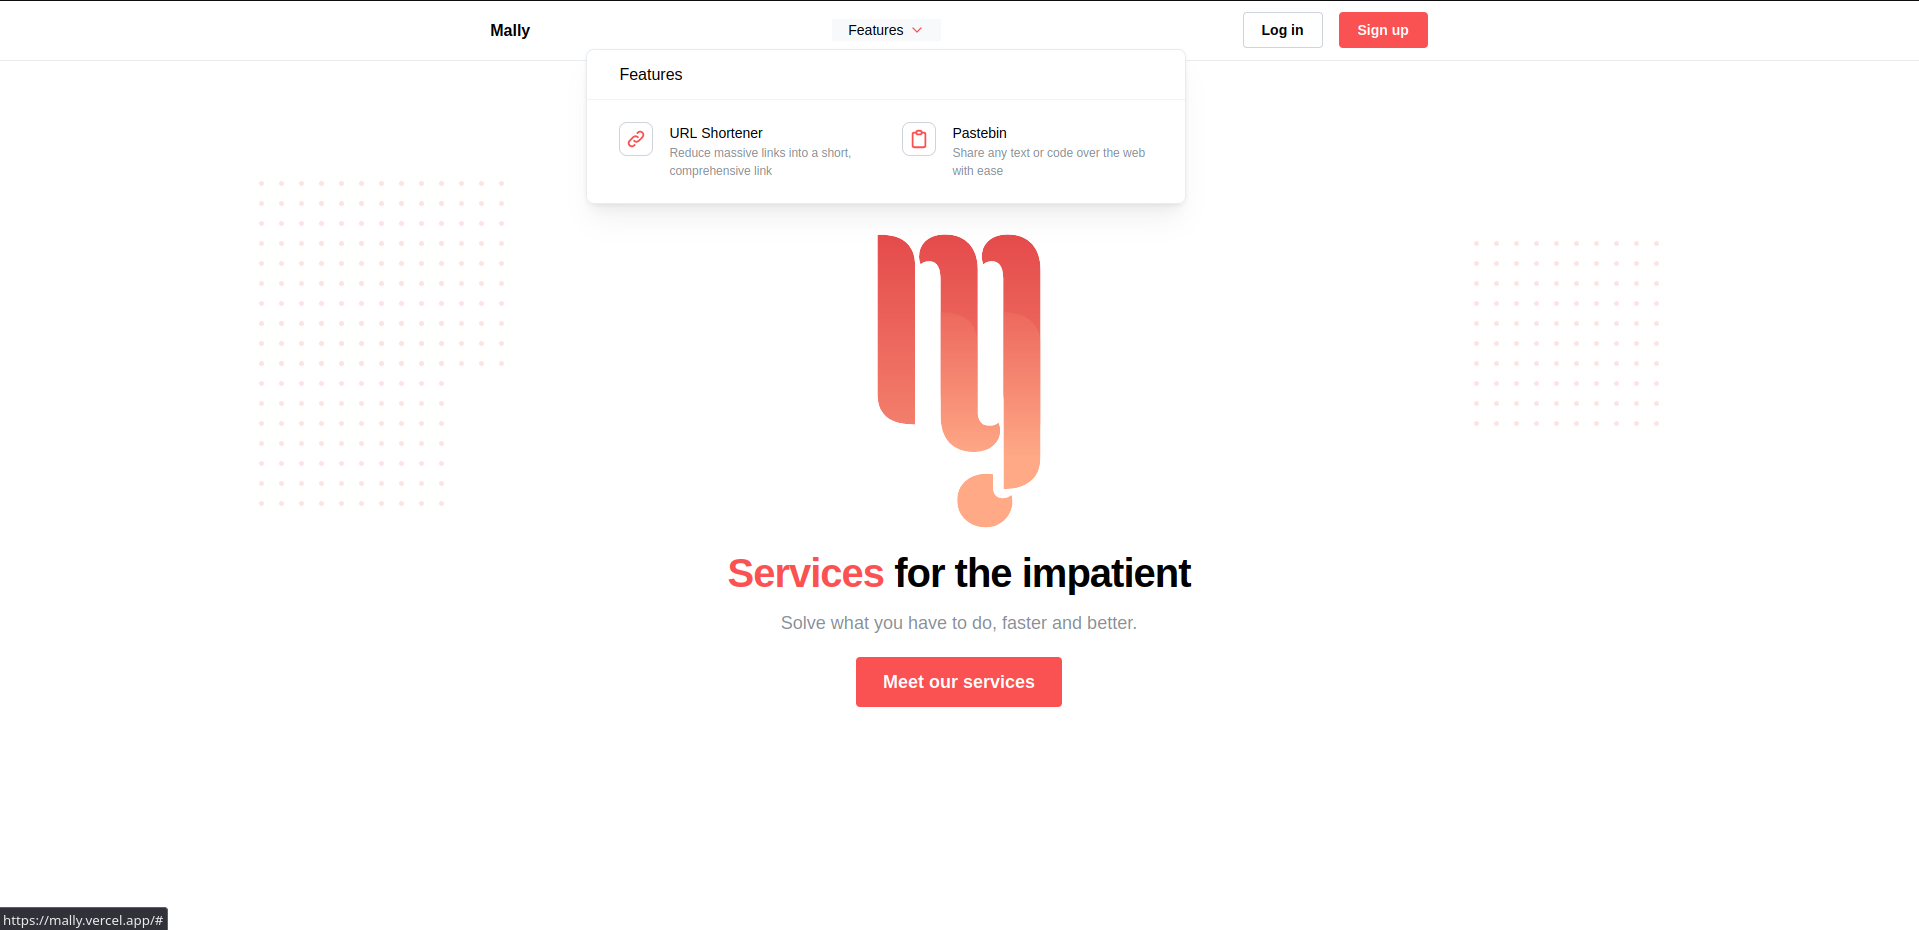 Mally
Features
Log in
Sign up
Features
URL Shortener
Reduce massive links into a short,
comprehensive link
Pastebin
Share any text or code over the web
with ease
Services for the impatient
Solve what you have to do, faster and better.
Meet our services
https://mally.vercel.app/#